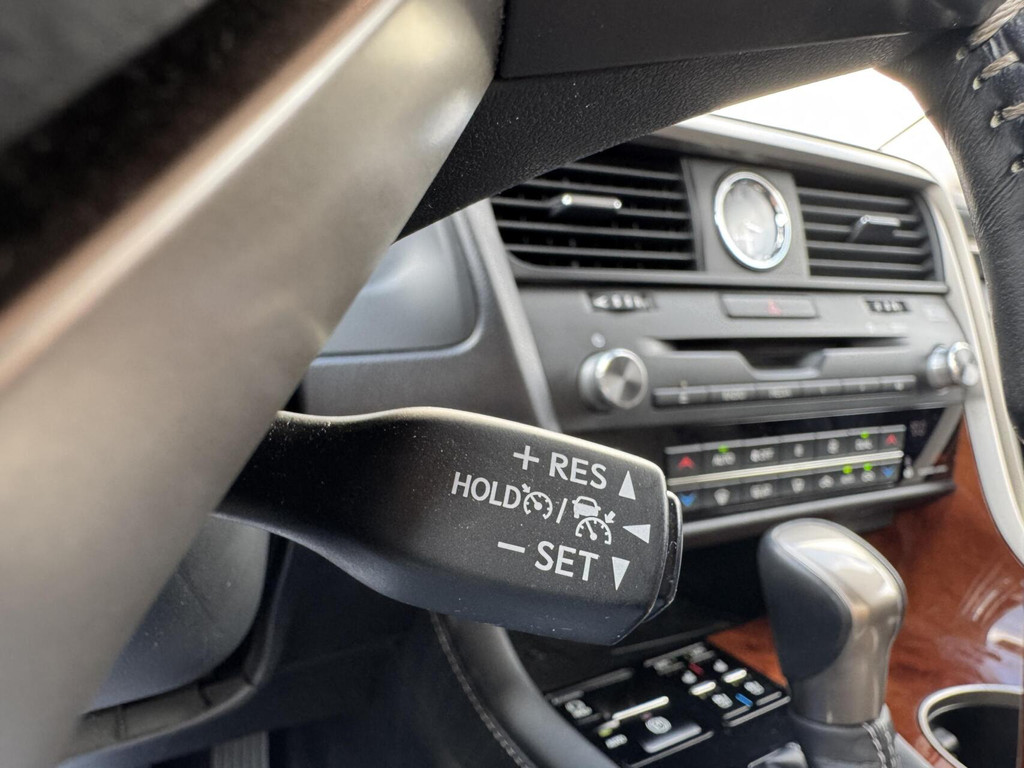 + RES
HOLD /
− SET